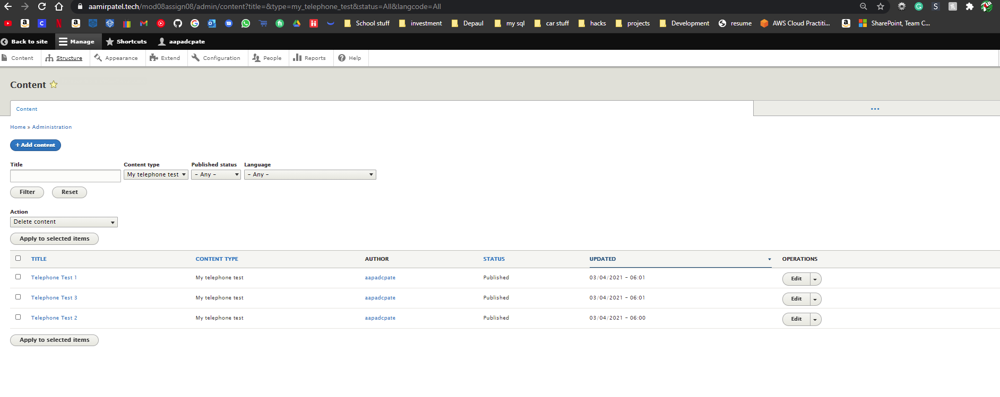 aamirpatel.tech/mod08assign08/admin/content?title=&type=my_telephone_test&status=All&langcode=All
School stuff investment Depaul my sql car stuff hacks projects Development resume AWS Cloud Practiti... SharePoint, Team C...
Back to site Manage Shortcuts aapadcpate
Content Structure Appearance Extend Configuration People Reports Help
Content
Content •••
Home » Administration
+ Add content
Title Content type Published status Language
My telephone test - Any - - Any -
Filter Reset
Action
Delete content
Apply to selected items
TITLE CONTENT TYPE AUTHOR STATUS UPDATED OPERATIONS
Telephone Test 1 My telephone test aapadcpate Published 03/04/2021 - 06:01 Edit
Telephone Test 3 My telephone test aapadcpate Published 03/04/2021 - 06:01 Edit
Telephone Test 2 My telephone test aapadcpate Published 03/04/2021 - 06:00 Edit
Apply to selected items